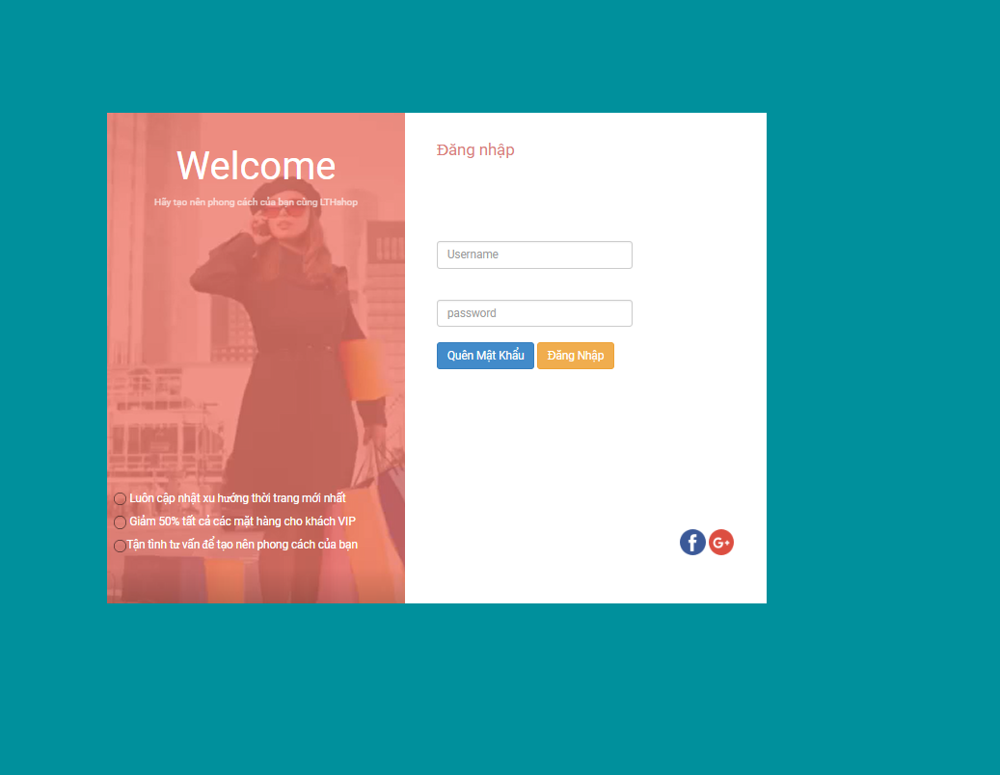 Welcome
Hãy tạo nên phong cách của bạn cùng LTHshop
Luôn cập nhật xu hướng thời trang mới nhất
Giảm 50% tất cả các mặt hàng cho khách VIP
Tận tình tư vấn để tạo nên phong cách của bạn
Đăng nhập
Username
password
Quên Mật Khẩu Đăng Nhập
f G+